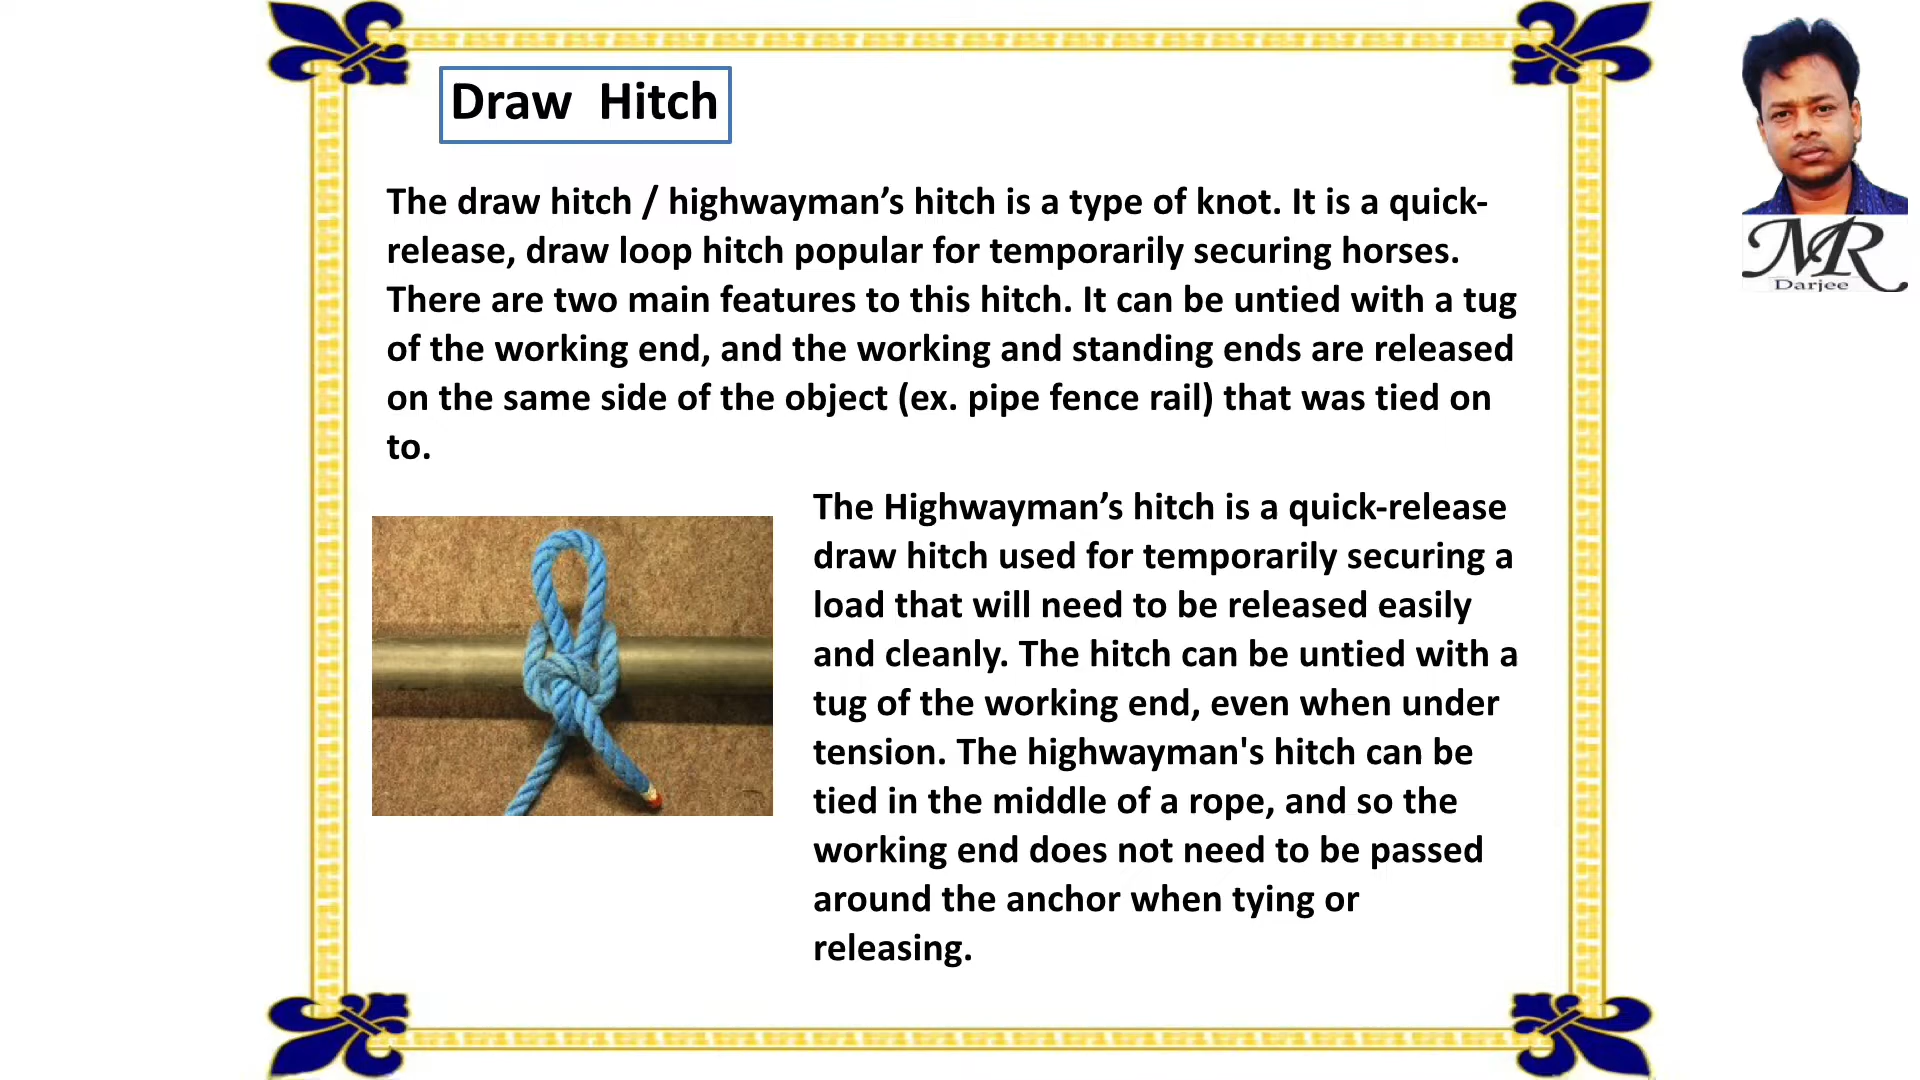 Draw Hitch
The draw hitch / highwayman’s hitch is a type of knot. It is a quick-
release, draw loop hitch popular for temporarily securing horses.
There are two main features to this hitch. It can be untied with a tug
of the working end, and the working and standing ends are released
on the same side of the object (ex. pipe fence rail) that was tied on
to.
The Highwayman’s hitch is a quick-release
draw hitch used for temporarily securing a
load that will need to be released easily
and cleanly. The hitch can be untied with a
tug of the working end, even when under
tension. The highwayman's hitch can be
tied in the middle of a rope, and so the
working end does not need to be passed
around the anchor when tying or
releasing.
MR
Darjee